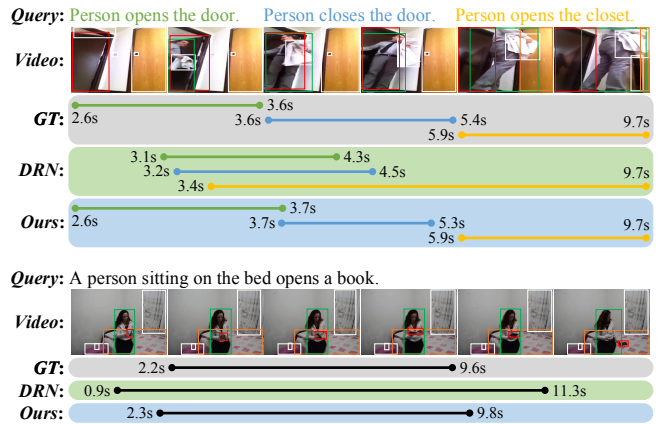 Query: Person opens the door. Person closes the door. Person opens the closet.
Video:
GT:
2.6s 3.6s
3.6s 5.4s
5.9s 9.7s
DRN:
3.1s 4.3s
3.2s 4.5s
3.4s 9.7s
Ours:
2.6s 3.7s
3.7s 5.3s
5.9s 9.7s
Query: A person sitting on the bed opens a book.
Video:
GT: 2.2s 9.6s
DRN: 0.9s 11.3s
Ours: 2.3s 9.8s